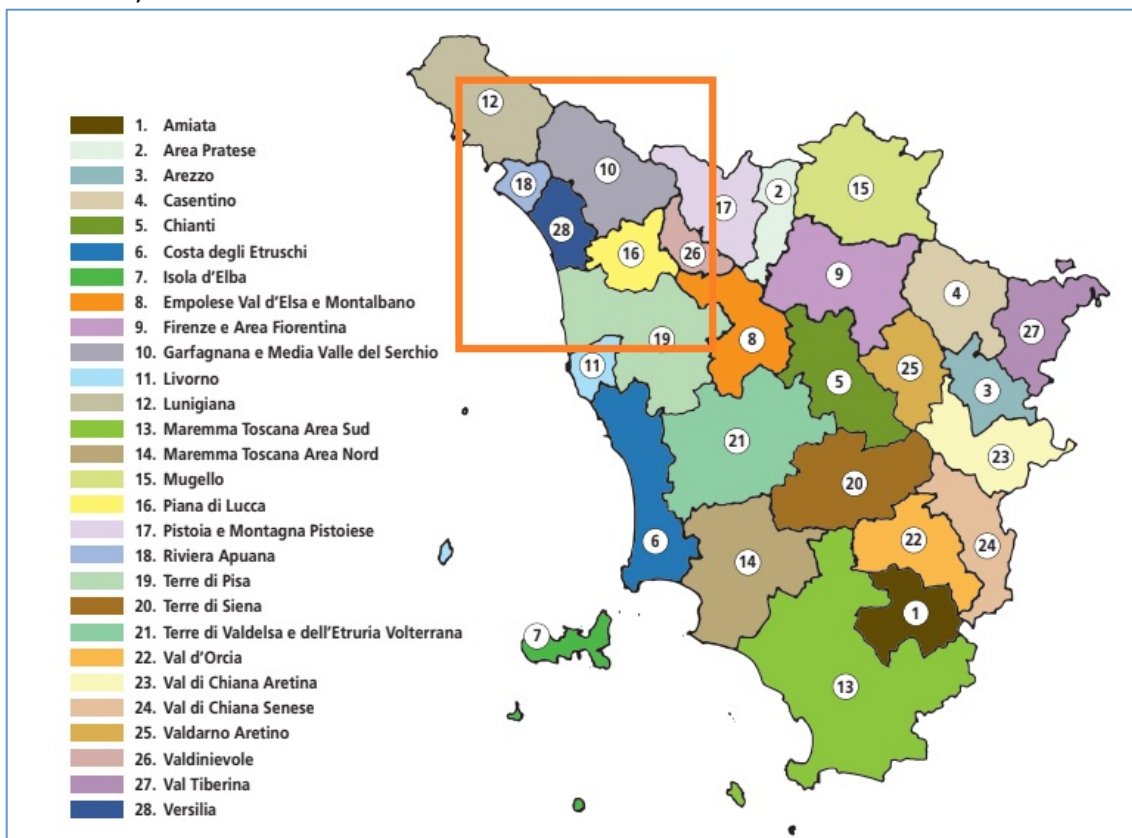 1. Amiata
2. Area Pratese
3. Arezzo
4. Casentino
5. Chianti
6. Costa degli Etruschi
7. Isola d'Elba
8. Empolese Val d'Elsa e Montalbano
9. Firenze e Area Fiorentina
10. Garfagnana e Media Valle del Serchio
11. Livorno
12. Lunigiana
13. Maremma Toscana Area Sud
14. Maremma Toscana Area Nord
15. Mugello
16. Piana di Lucca
17. Pistoia e Montagna Pistoiese
18. Riviera Apuana
19. Terre di Pisa
20. Terre di Siena
21. Terre di Valdelsa e dell'Etruria Volterrana
22. Val d'Orcia
23. Val di Chiana Aretina
24. Val di Chiana Senese
25. Valdarno Aretino
26. Valdinievole
27. Val Tiberina
28. Versilia
12
10
18
28
16
26
17
2
15
9
4
27
19
8
11
5
25
3
21
23
20
6
14
22
24
7
1
13